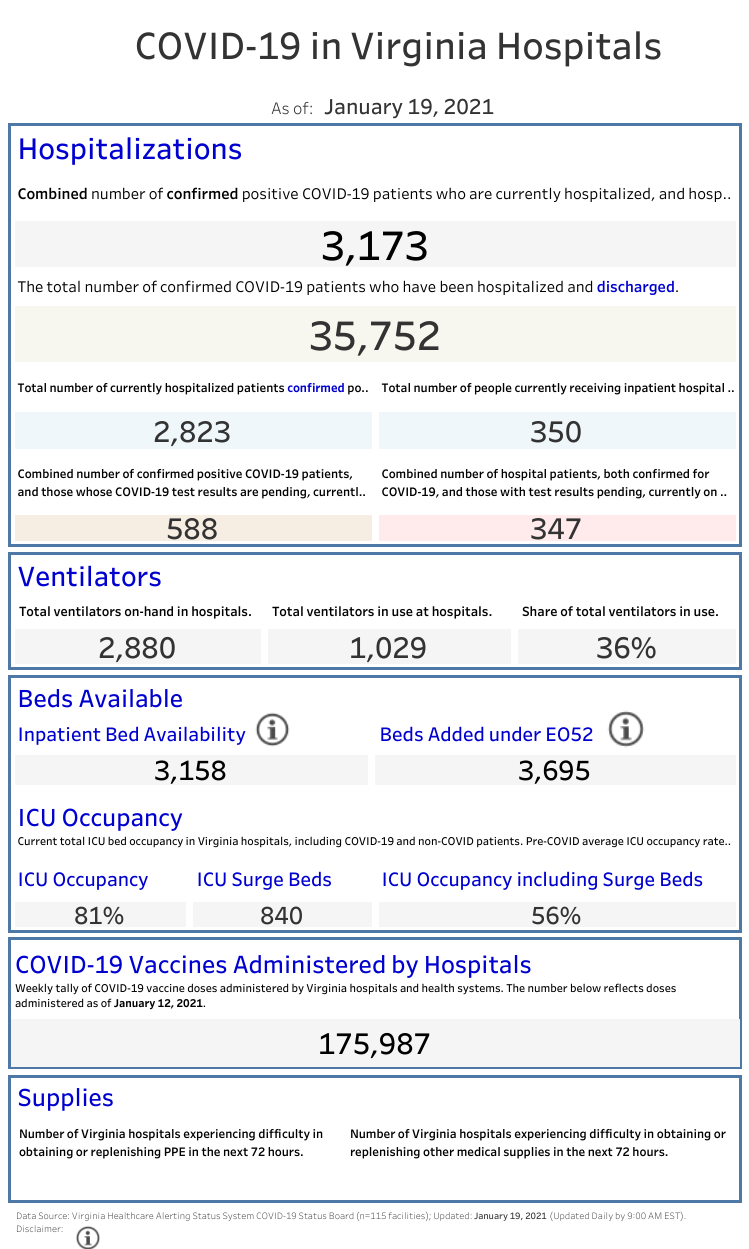 COVID-19 in Virginia Hospitals
As of: January 19, 2021
Hospitalizations
Combined number of confirmed positive COVID-19 patients who are currently hospitalized, and hosp..
3,173
The total number of confirmed COVID-19 patients who have been hospitalized and discharged.
35,752
Total number of currently hospitalized patients confirmed po..
Total number of people currently receiving inpatient hospital ..
2,823
350
Combined number of confirmed positive COVID-19 patients,
and those whose COVID-19 test results are pending, currentl..
Combined number of hospital patients, both confirmed for
COVID-19, and those with test results pending, currently on ..
588
347
Ventilators
Total ventilators on-hand in hospitals.
Total ventilators in use at hospitals.
Share of total ventilators in use.
2,880
1,029
36%
Beds Available
Inpatient Bed Availability
Beds Added under EO52
3,158
3,695
ICU Occupancy
Current total ICU bed occupancy in Virginia hospitals, including COVID-19 and non-COVID patients. Pre-COVID average ICU occupancy rate..
ICU Occupancy
ICU Surge Beds
ICU Occupancy including Surge Beds
81%
840
56%
COVID-19 Vaccines Administered by Hospitals
Weekly tally of COVID-19 vaccine doses administered by Virginia hospitals and health systems. The number below reflects doses
administered as of January 12, 2021.
175,987
Supplies
Number of Virginia hospitals experiencing difficulty in
obtaining or replenishing PPE in the next 72 hours.
Number of Virginia hospitals experiencing difficulty in obtaining or
replenishing other medical supplies in the next 72 hours.
Data Source: Virginia Healthcare Alerting Status System COVID-19 Status Board (n=115 facilities); Updated: January 19, 2021 (Updated Daily by 9:00 AM EST).
Disclaimer: